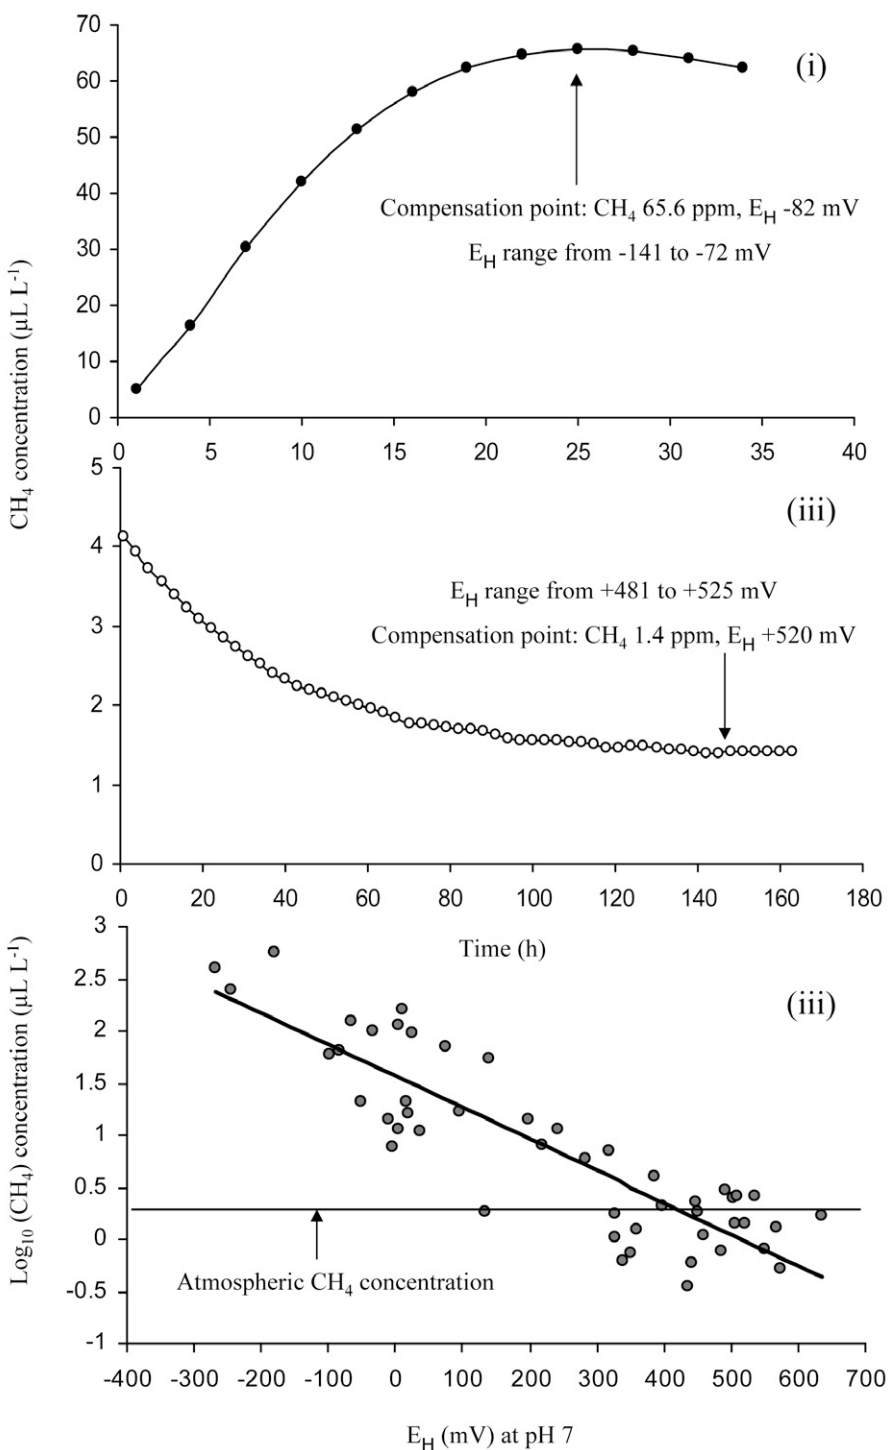 CH₄ concentration (µL L⁻¹)
70
60
50
40
30
20
10
0
(i)
Compensation point: CH₄ 65.6 ppm, E_H -82 mV
E_H range from -141 to -72 mV
0 5 10 15 20 25 30 35 40
5
4
3
2
1
0
(iii)
E_H range from +481 to +525 mV
Compensation point: CH₄ 1.4 ppm, E_H +520 mV
0 20 40 60 80 100 120 140 160 180
Time (h)
Log₁₀ (CH₄) concentration (µL L⁻¹)
3
2.5
2
1.5
1
0.5
0
-0.5
-1
(iii)
Atmospheric CH₄ concentration
-400 -300 -200 -100 0 100 200 300 400 500 600 700
E_H (mV) at pH 7